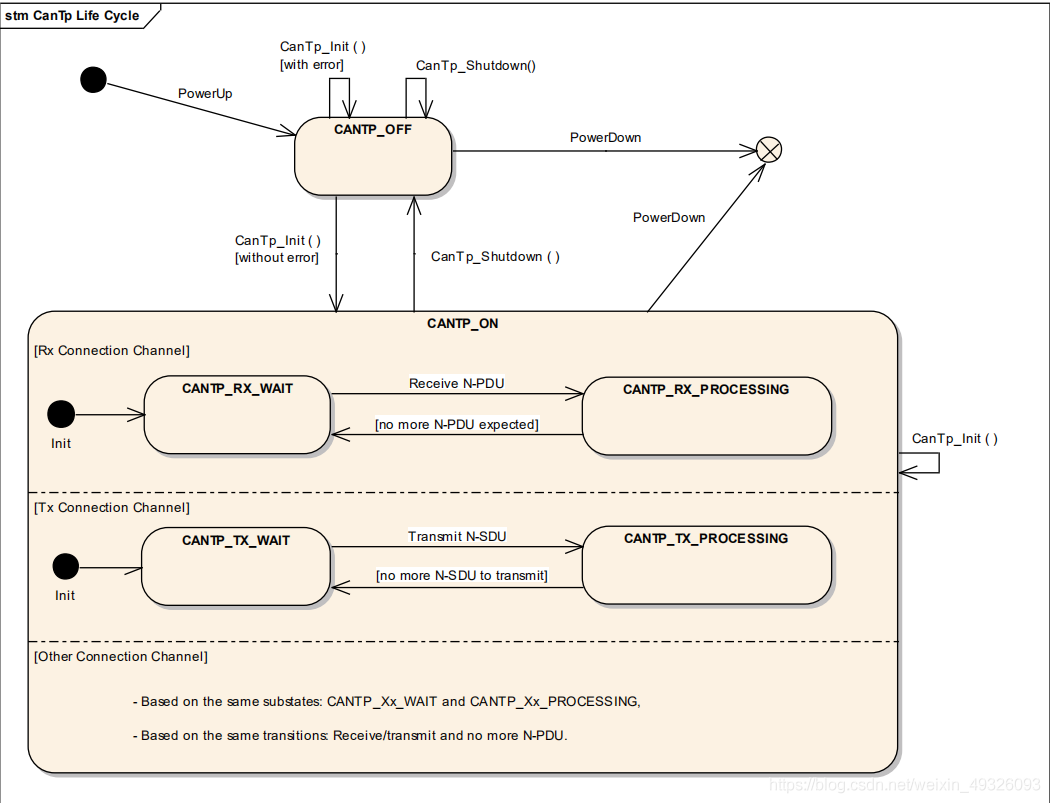 stm CanTp Life Cycle
CanTp_Init ( )
[with error]
CanTp_Shutdown()
PowerUp
CANTP_OFF
PowerDown
PowerDown
CanTp_Init ( )
[without error]
CanTp_Shutdown ( )
CANTP_ON
[Rx Connection Channel]
CANTP_RX_WAIT
Receive N-PDU
CANTP_RX_PROCESSING
[no more N-PDU expected]
Init
CanTp_Init ( )
[Tx Connection Channel]
CANTP_TX_WAIT
Transmit N-SDU
CANTP_TX_PROCESSING
[no more N-SDU to transmit]
Init
[Other Connection Channel]
- Based on the same substates: CANTP_Xx_WAIT and CANTP_Xx_PROCESSING,
- Based on the same transitions: Receive/transmit and no more N-PDU.
https://blog.csdn.net/weixin_49326093